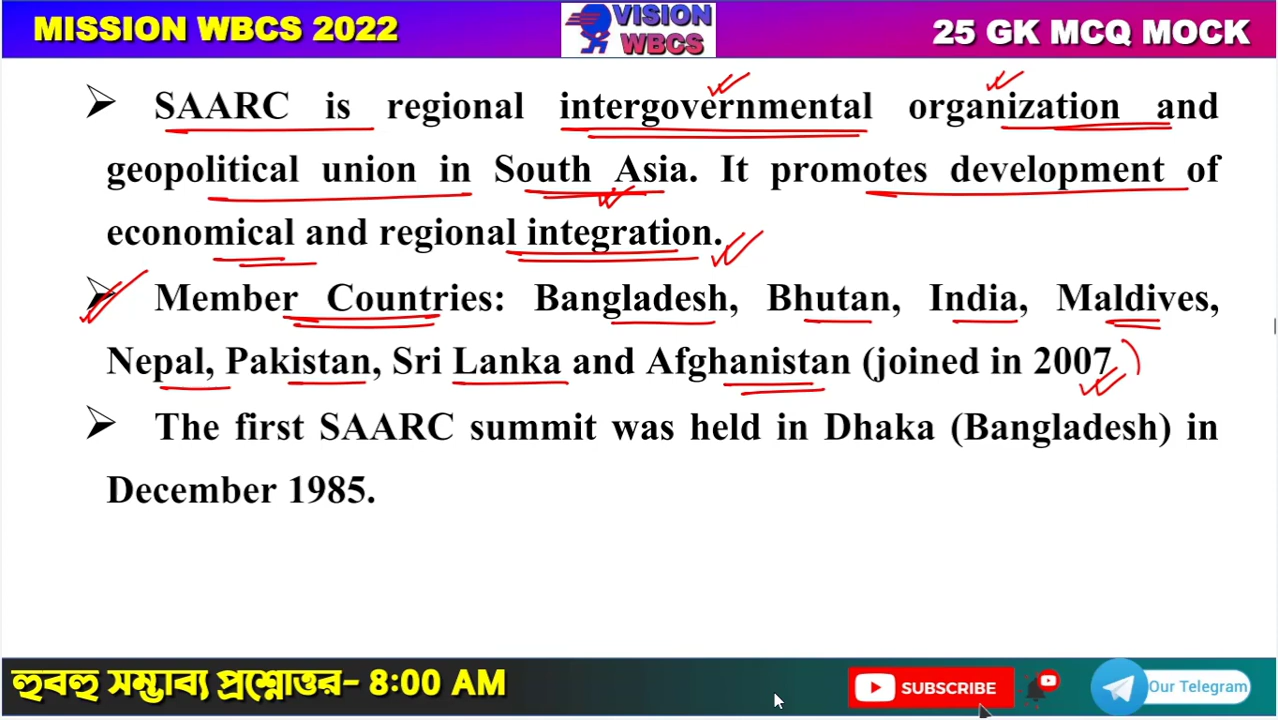 MISSION WBCS 2022
VISION
WBCS
25 GK MCQ MOCK
➢ SAARC is regional intergovernmental organization and
geopolitical union in South Asia. It promotes development of
economical and regional integration.
➢ Member Countries: Bangladesh, Bhutan, India, Maldives,
Nepal, Pakistan, Sri Lanka and Afghanistan (joined in 2007)
➢ The first SAARC summit was held in Dhaka (Bangladesh) in
December 1985.
হুবহু সম্ভাব্য প্রশ্নোত্তর- 8:00 AM
SUBSCRIBE
Our Telegram